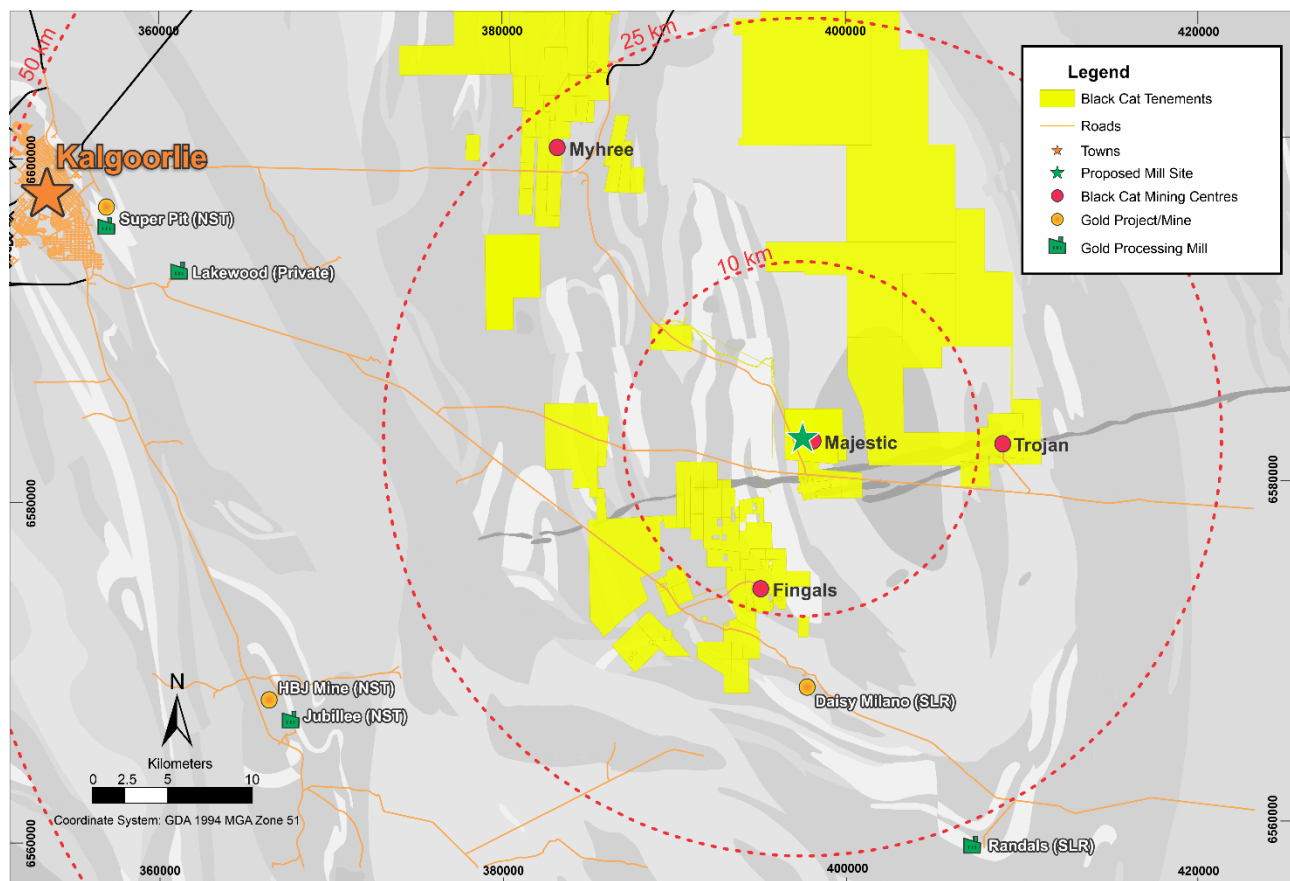 360000
380000
400000
420000
50 km
25 km
Legend
Black Cat Tenements
Roads
Towns
Proposed Mill Site
Black Cat Mining Centres
Gold Project/Mine
Gold Processing Mill
6600000
6600000
Kalgoorlie
Myhree
Super Pit (NST)
Lakewood (Private)
10 km
Majestic
Trojan
6580000
6580000
Fingals
HBJ Mine (NST)
Jubillee (NST)
Daisy Milano (SLR)
N
Kilometers
0 2.5 5 10
Coordinate System: GDA 1994 MGA Zone 51
Randals (SLR)
6560000
6560000
360000
380000
400000
420000